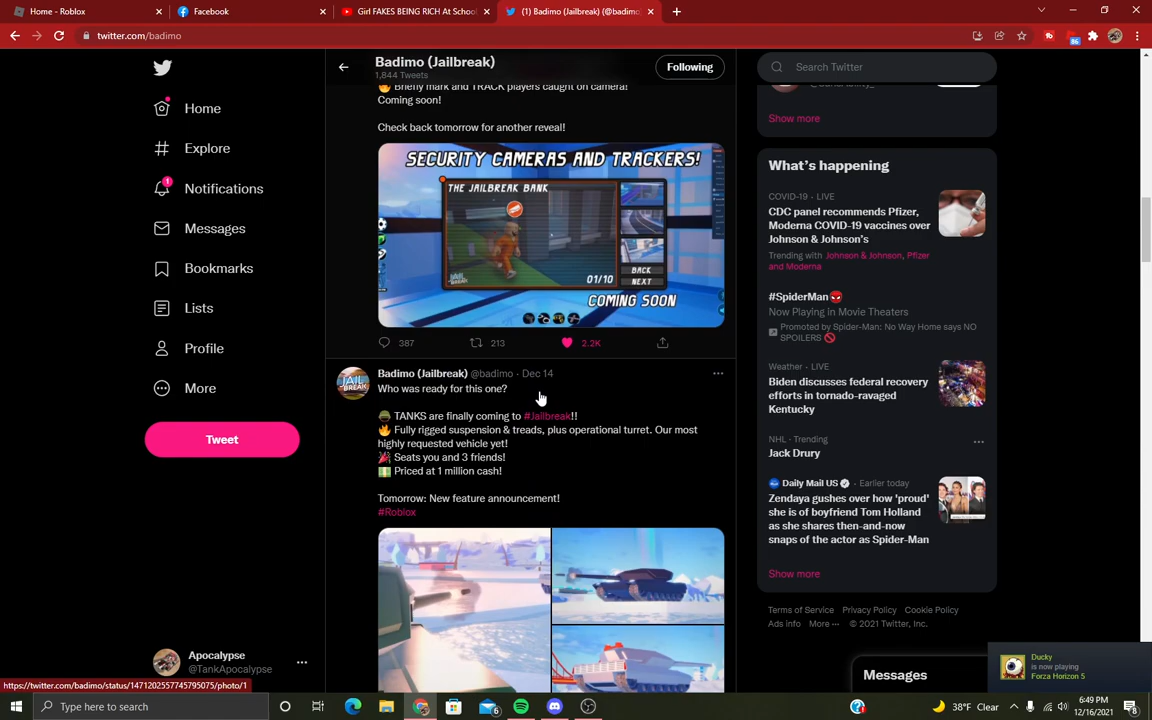 Home - Roblox
Facebook
Girl FAKES BEING RICH At School
(1) Badimo (Jailbreak) (@badimo)
twitter.com/badimo
86
Badimo (Jailbreak)
1,844 Tweets
Following
Search Twitter
Home
Explore
1
Notifications
Messages
Bookmarks
Lists
Profile
More
Tweet
Briefly mark and TRACK players caught on camera!
Coming soon!
Check back tomorrow for another reveal!
SECURITY CAMERAS AND TRACKERS!
THE JAILBREAK BANK
JAIL BREAK
01/10
BACK
NEXT
COMING SOON
387
213
2.2K
JAIL BREAK
Badimo (Jailbreak) @badimo · Dec 14
Who was ready for this one?
TANKS are finally coming to #Jailbreak!!
Fully rigged suspension & treads, plus operational turret. Our most
highly requested vehicle yet!
Seats you and 3 friends!
Priced at 1 million cash!
Tomorrow: New feature announcement!
#Roblox
Show more
What's happening
COVID-19 · LIVE
CDC panel recommends Pfizer,
Moderna COVID-19 vaccines over
Johnson & Johnson's
Trending with Johnson & Johnson, Pfizer
and Moderna
#SpiderMan
Now Playing in Movie Theaters
Promoted by Spider-Man: No Way Home says NO
SPOILERS
Weather · LIVE
Biden discusses federal recovery
efforts in tornado-ravaged
Kentucky
NHL · Trending
Jack Drury
Daily Mail US · Earlier today
Zendaya gushes over how 'proud'
she is of boyfriend Tom Holland
as she shares then-and-now
snaps of the actor as Spider-Man
Show more
Terms of Service Privacy Policy Cookie Policy
Ads info More ··· © 2021 Twitter, Inc.
Apocalypse
@TankApocalypse
Messages
Ducky
is now playing
Forza Horizon 5
https://twitter.com/badimo/status/1471202557745795075/photo/1
Type here to search
6
38°F Clear
6:49 PM
12/16/2021
8